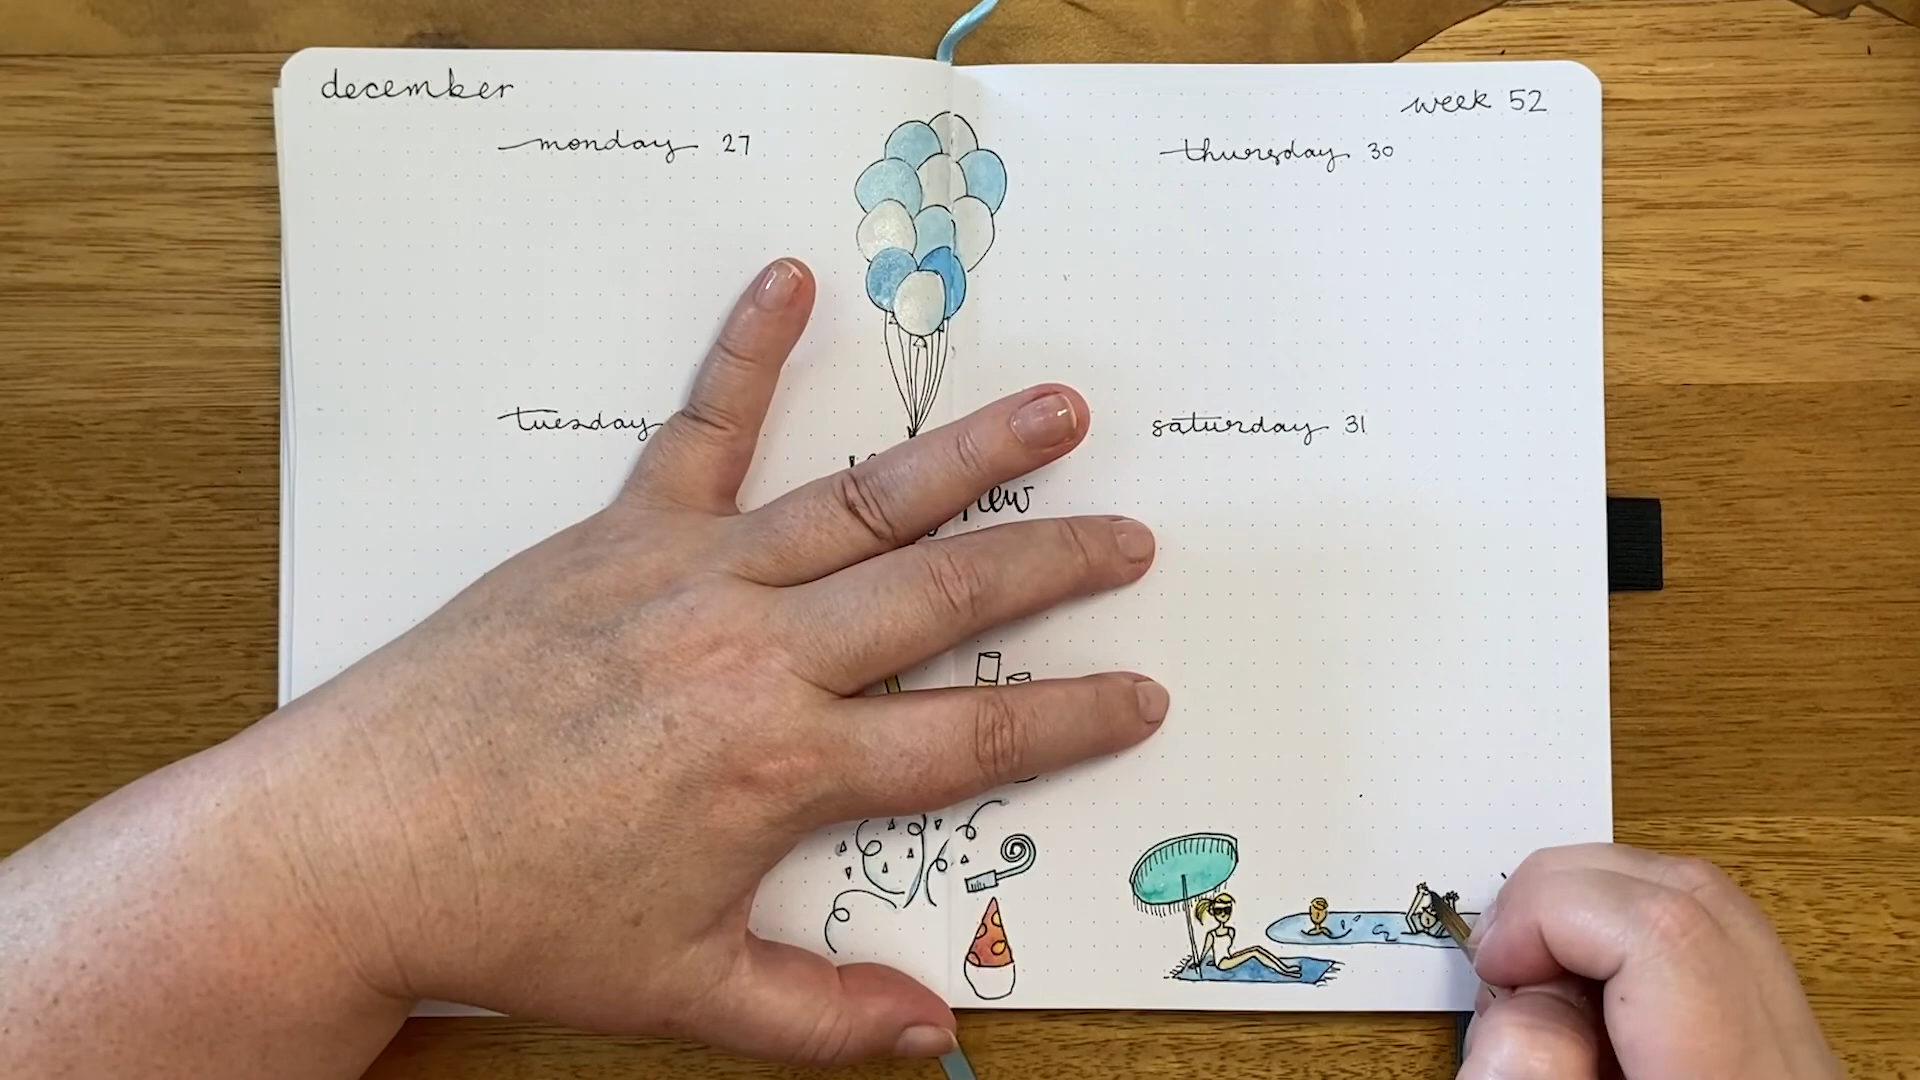 december
monday 27
tuesday
new
week 52
thursday 30
saturday 31